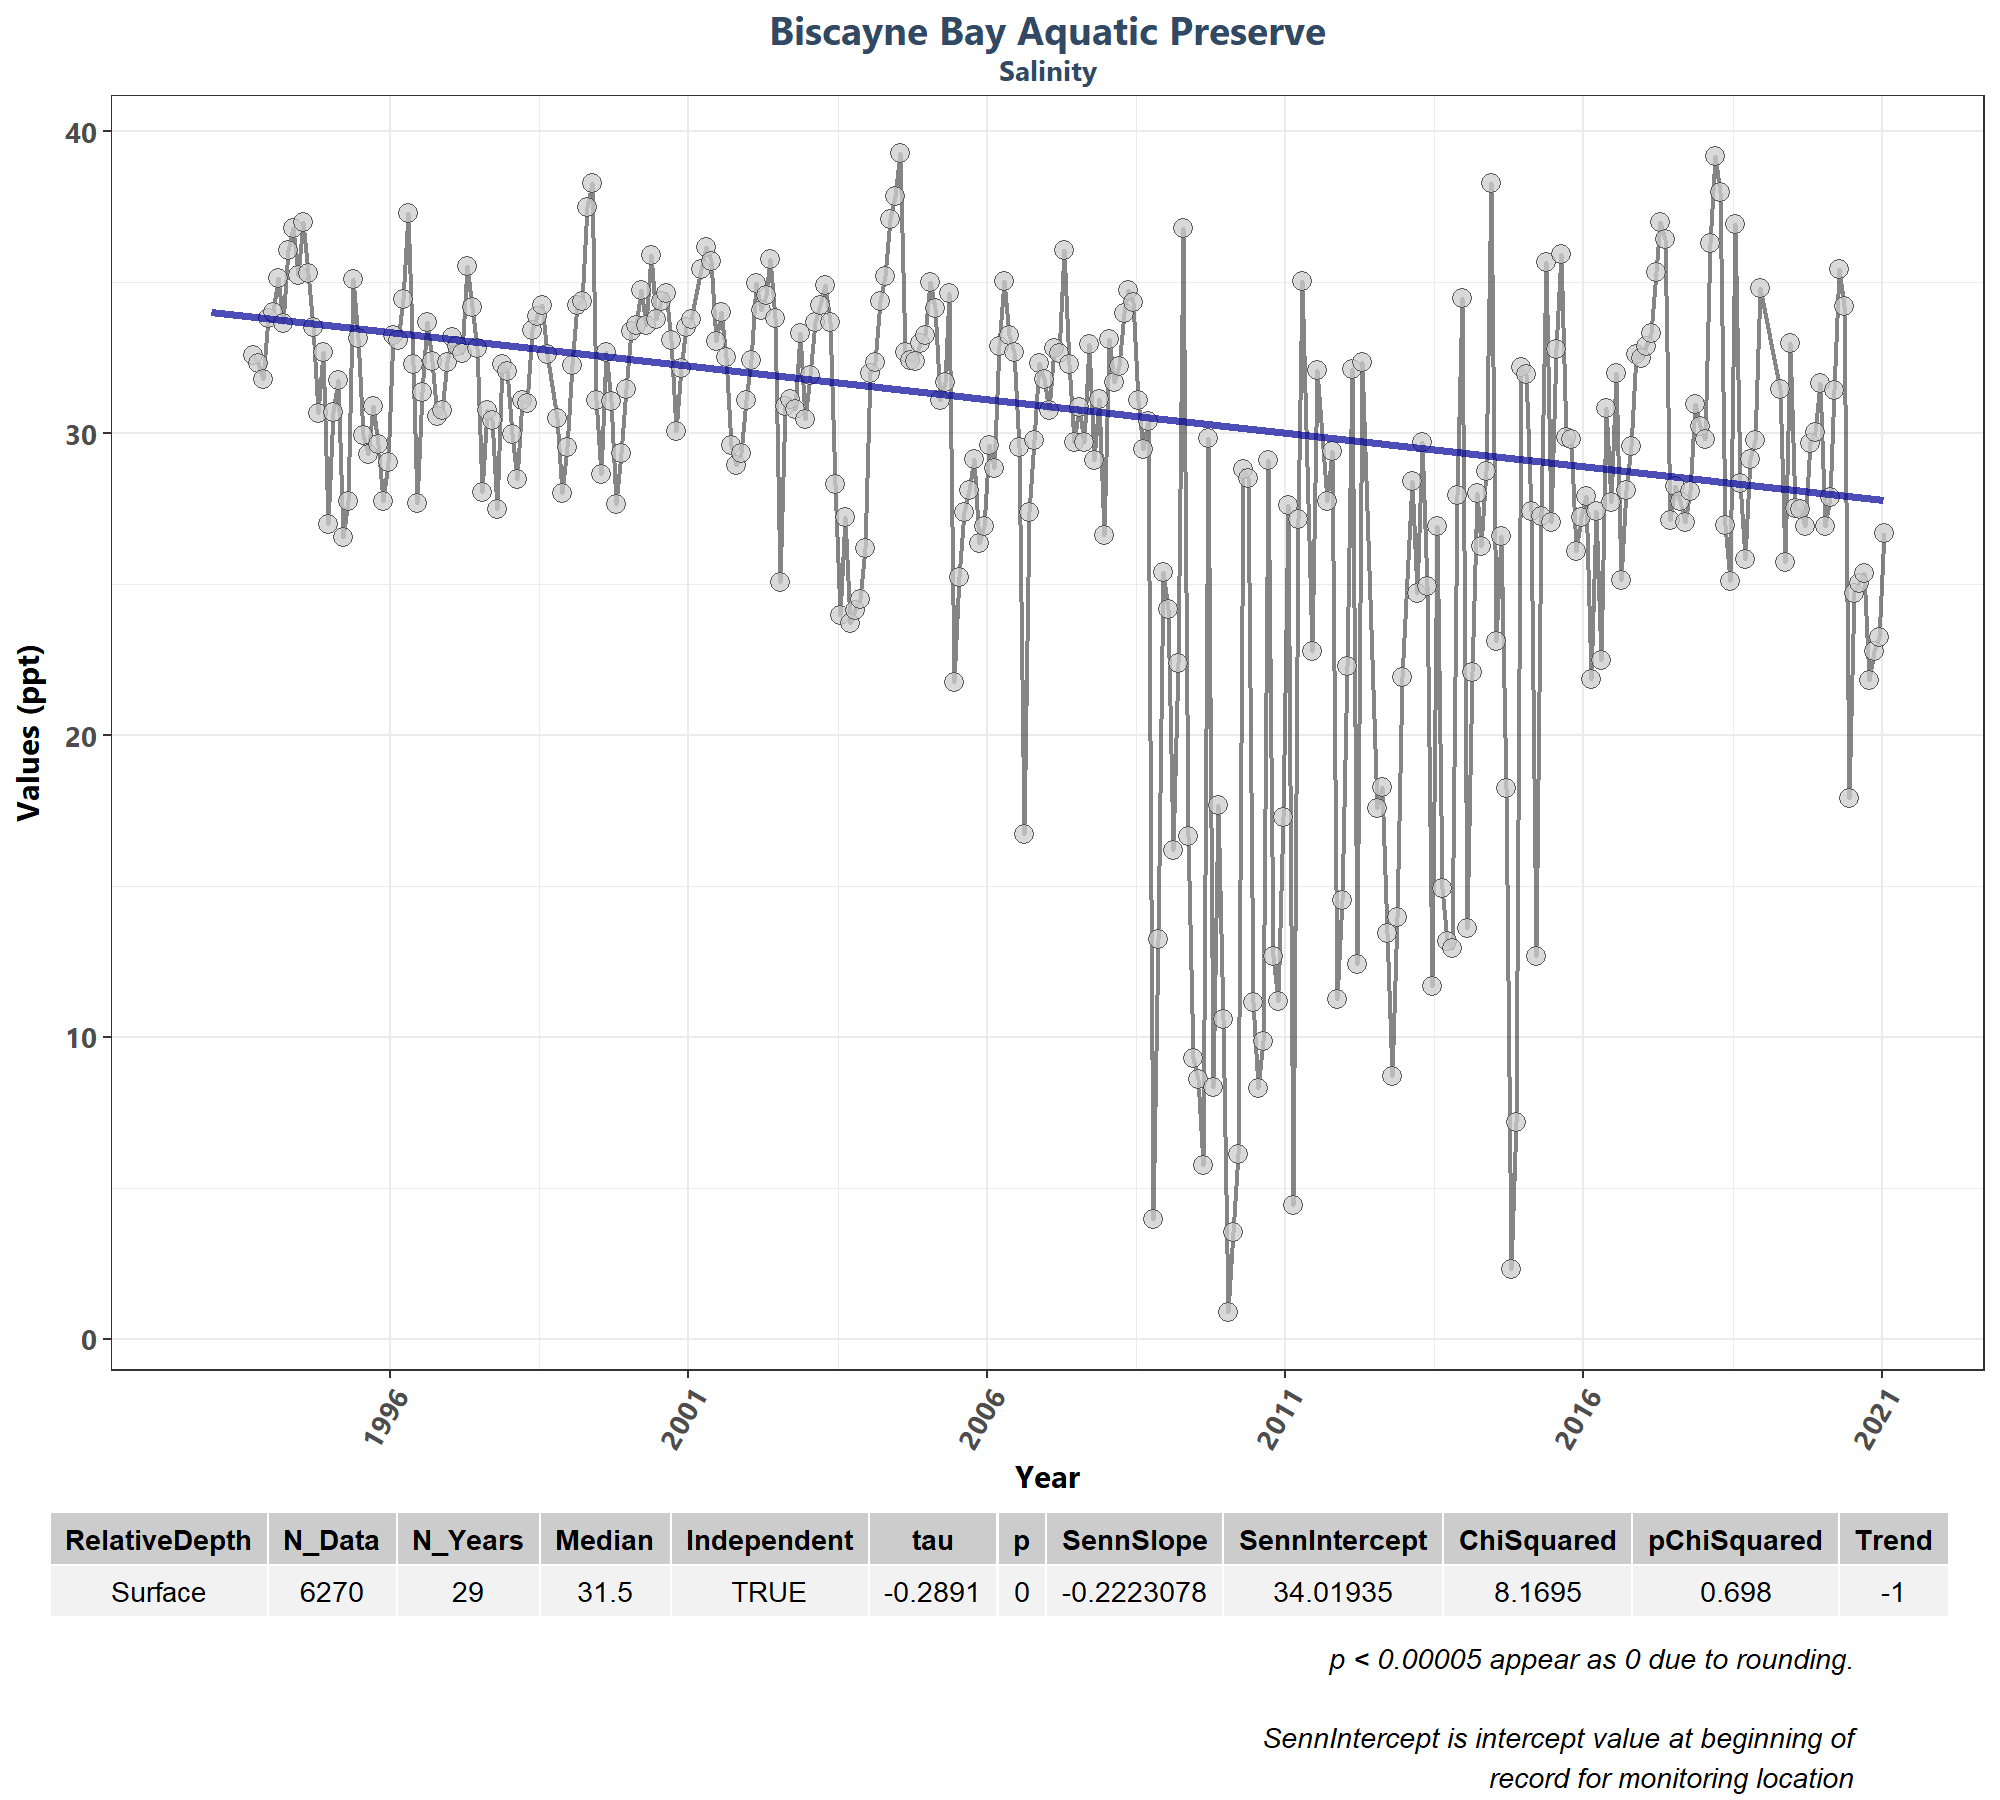 Biscayne Bay Aquatic Preserve
Salinity
Values (ppt)
40
30
20
10
0
1996 2001 2006 2011 2016 2021
Year
RelativeDepth N_Data N_Years Median Independent tau p SennSlope SennIntercept ChiSquared pChiSquared Trend
Surface 6270 29 31.5 TRUE -0.2891 0 -0.2223078 34.01935 8.1695 0.698 -1
p < 0.00005 appear as 0 due to rounding.
SennIntercept is intercept value at beginning of
record for monitoring location